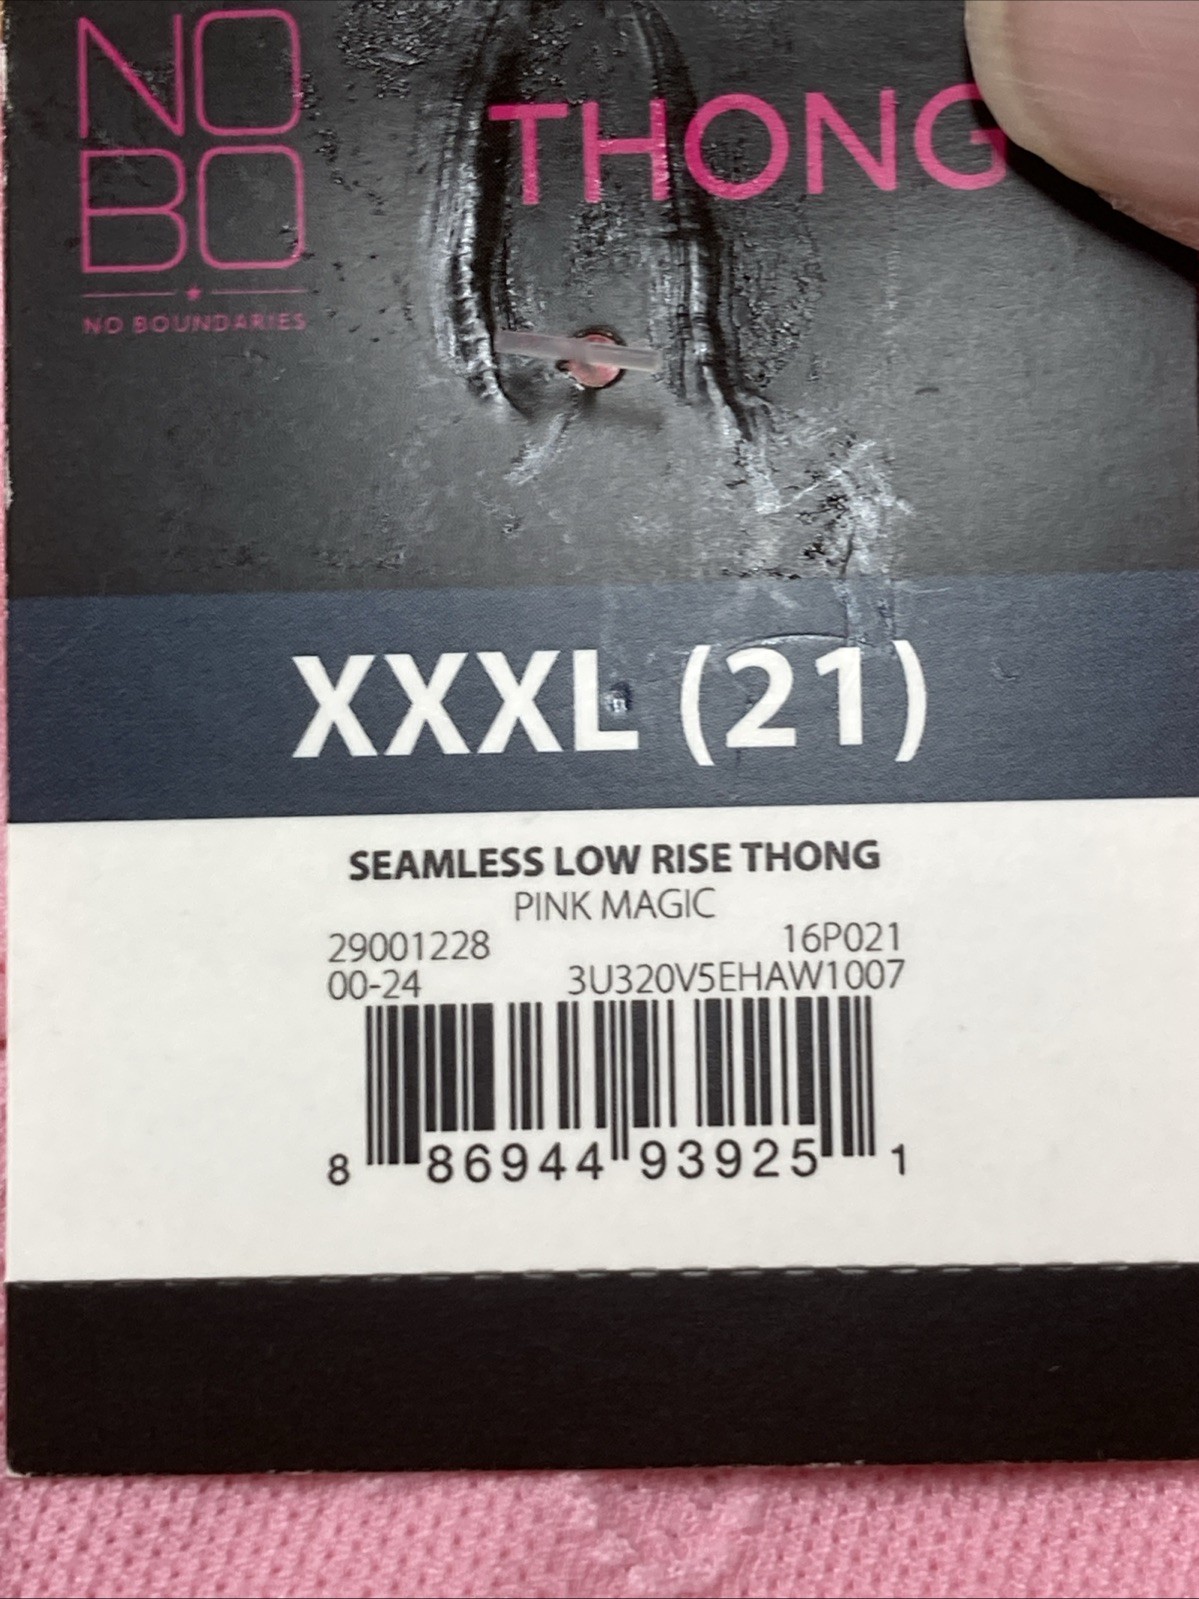 NO
BO
NO BOUNDARIES
THONG
XXXL (21)
SEAMLESS LOW RISE THONG
PINK MAGIC
29001228 16P021
00-24 3U320V5EHAW1007
8 86944 93925 1